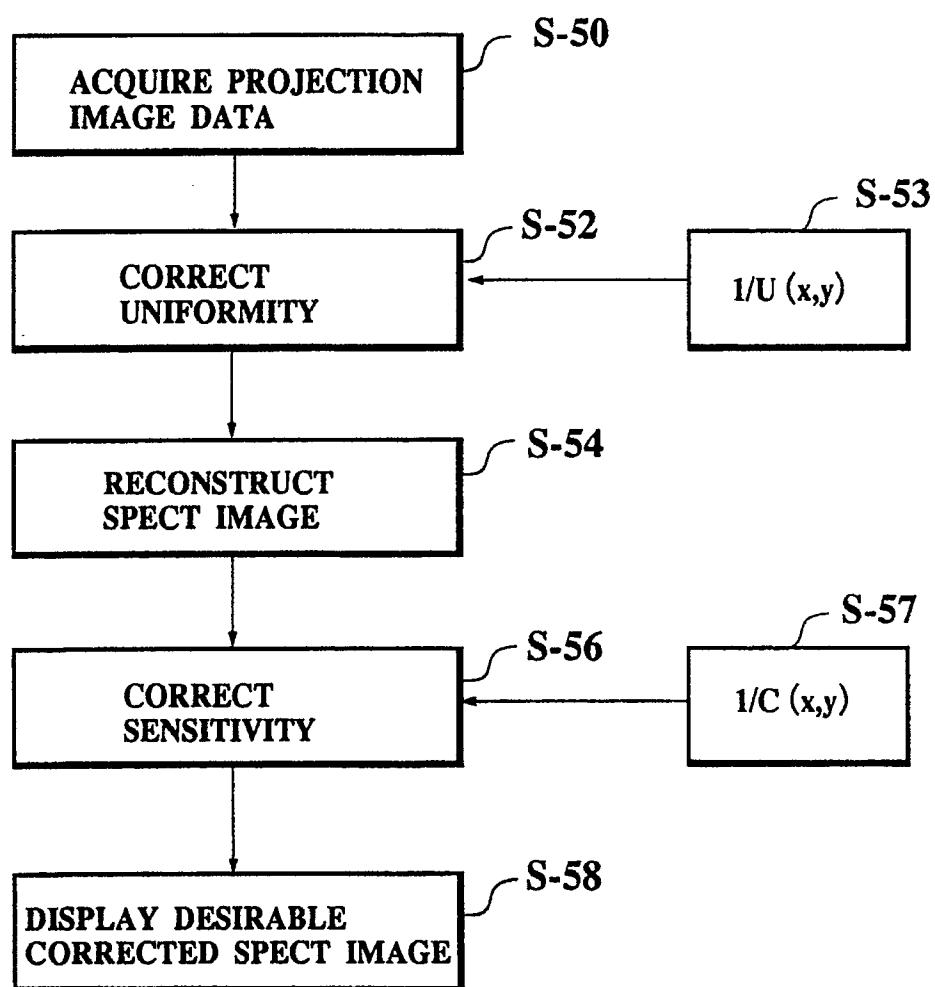 S-50
ACQUIRE PROJECTION
IMAGE DATA
S-52
CORRECT
UNIFORMITY
S-53
1/U (x,y)
S-54
RECONSTRUCT
SPECT IMAGE
S-56
CORRECT
SENSITIVITY
S-57
1/C (x,y)
S-58
DISPLAY DESIRABLE
CORRECTED SPECT IMAGE